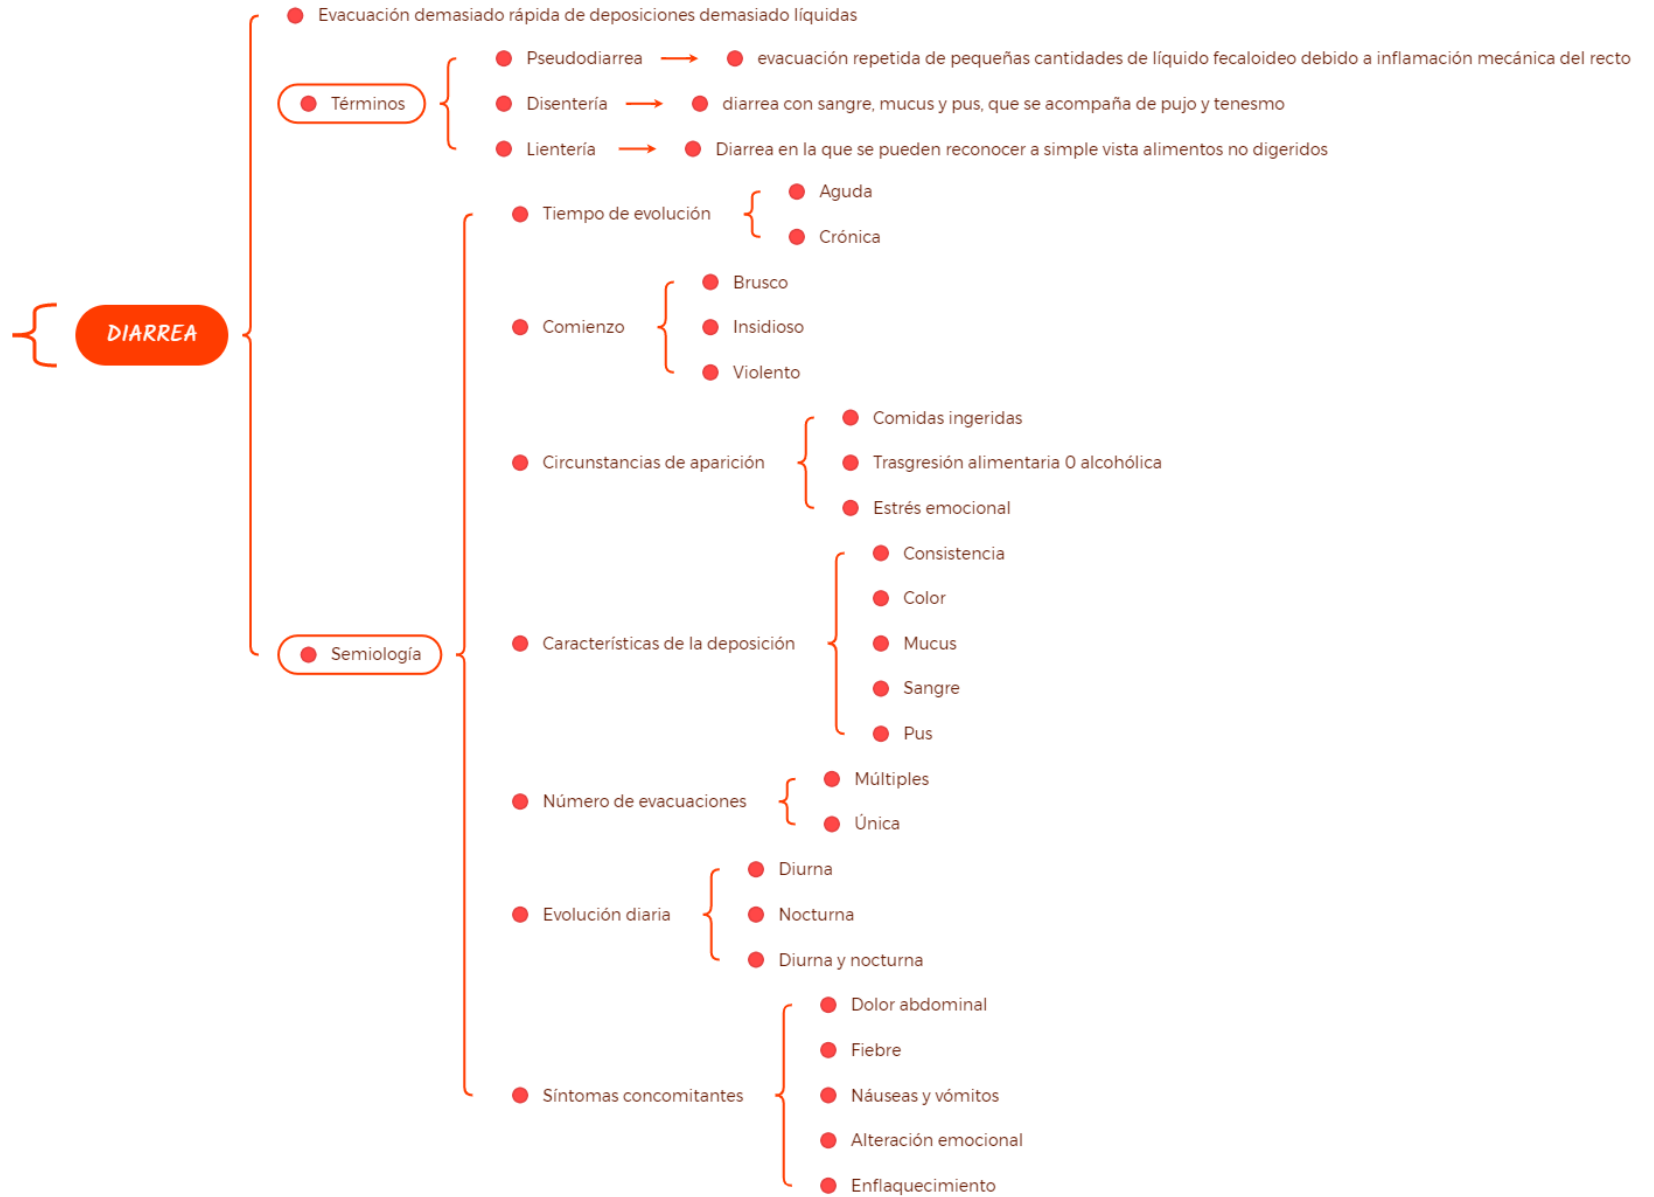 Evacuación demasiado rápida de deposiciones demasiado líquidas
Términos
Pseudodiarrea
evacuación repetida de pequeñas cantidades de líquido fecaloideo debido a inflamación mecánica del recto
Disentería
diarrea con sangre, mucus y pus, que se acompaña de pujo y tenesmo
Lientería
Diarrea en la que se pueden reconocer a simple vista alimentos no digeridos
DIARREA
Semiología
Tiempo de evolución
Aguda
Crónica
Comienzo
Brusco
Insidioso
Violento
Circunstancias de aparición
Comidas ingeridas
Trasgresión alimentaria 0 alcohólica
Estrés emocional
Características de la deposición
Consistencia
Color
Mucus
Sangre
Pus
Número de evacuaciones
Múltiples
Única
Evolución diaria
Diurna
Nocturna
Diurna y nocturna
Síntomas concomitantes
Dolor abdominal
Fiebre
Náuseas y vómitos
Alteración emocional
Enflaquecimiento